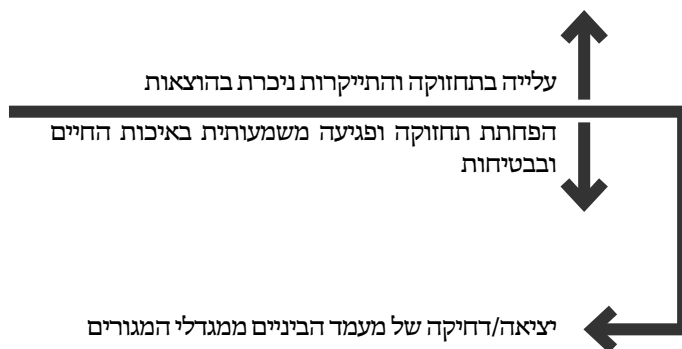 עלייה בתחזוקה והתייקרות ניכרת בהוצאות
הפחתת תחזוקה ופגיעה משמעותית באיכות החיים
ובבטיחות
יציאה/דחיקה של מעמד הביניים ממגדלי המגורים